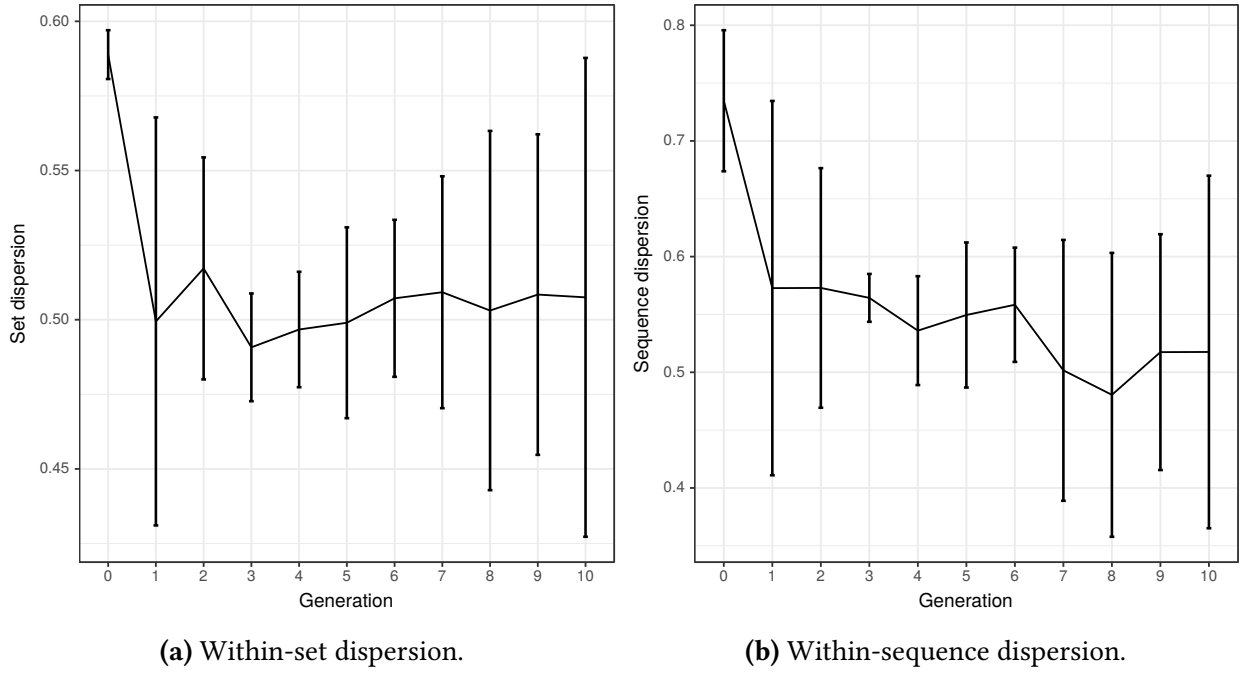 0.60
0.55
0.50
0.45
Set dispersion
0 1 2 3 4 5 6 7 8 9 10
Generation
(a) Within-set dispersion.
0.8
0.7
0.6
0.5
0.4
Sequence dispersion
0 1 2 3 4 5 6 7 8 9 10
Generation
(b) Within-sequence dispersion.